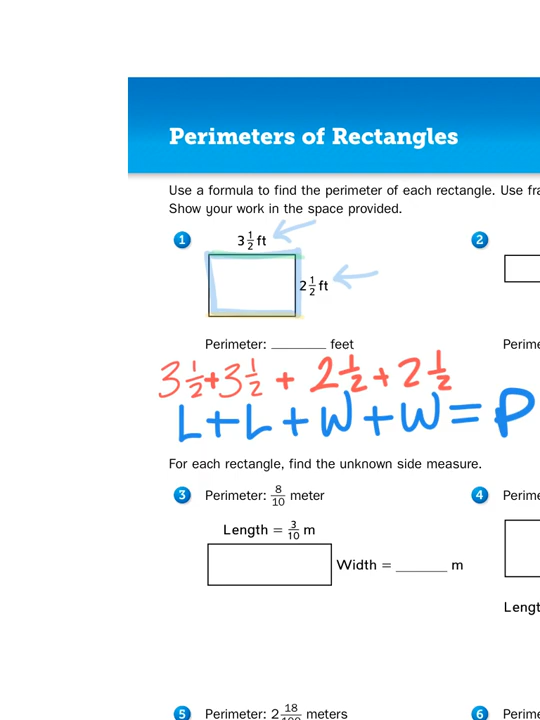 Perimeters of Rectangles
Use a formula to find the perimeter of each rectangle. Use fra
Show your work in the space provided.
1
3 1/2 ft
2 1/2 ft
Perimeter: ________ feet
3 1/2 + 3 1/2 + 2 1/2 + 2 1/2
L + L + W + W = P
2
Perime
For each rectangle, find the unknown side measure.
3 Perimeter: 8/10 meter
Length = 3/10 m
Width = ________ m
4 Perime
Lengt
5 Perimeter: 2 18/100 meters
6 Perime